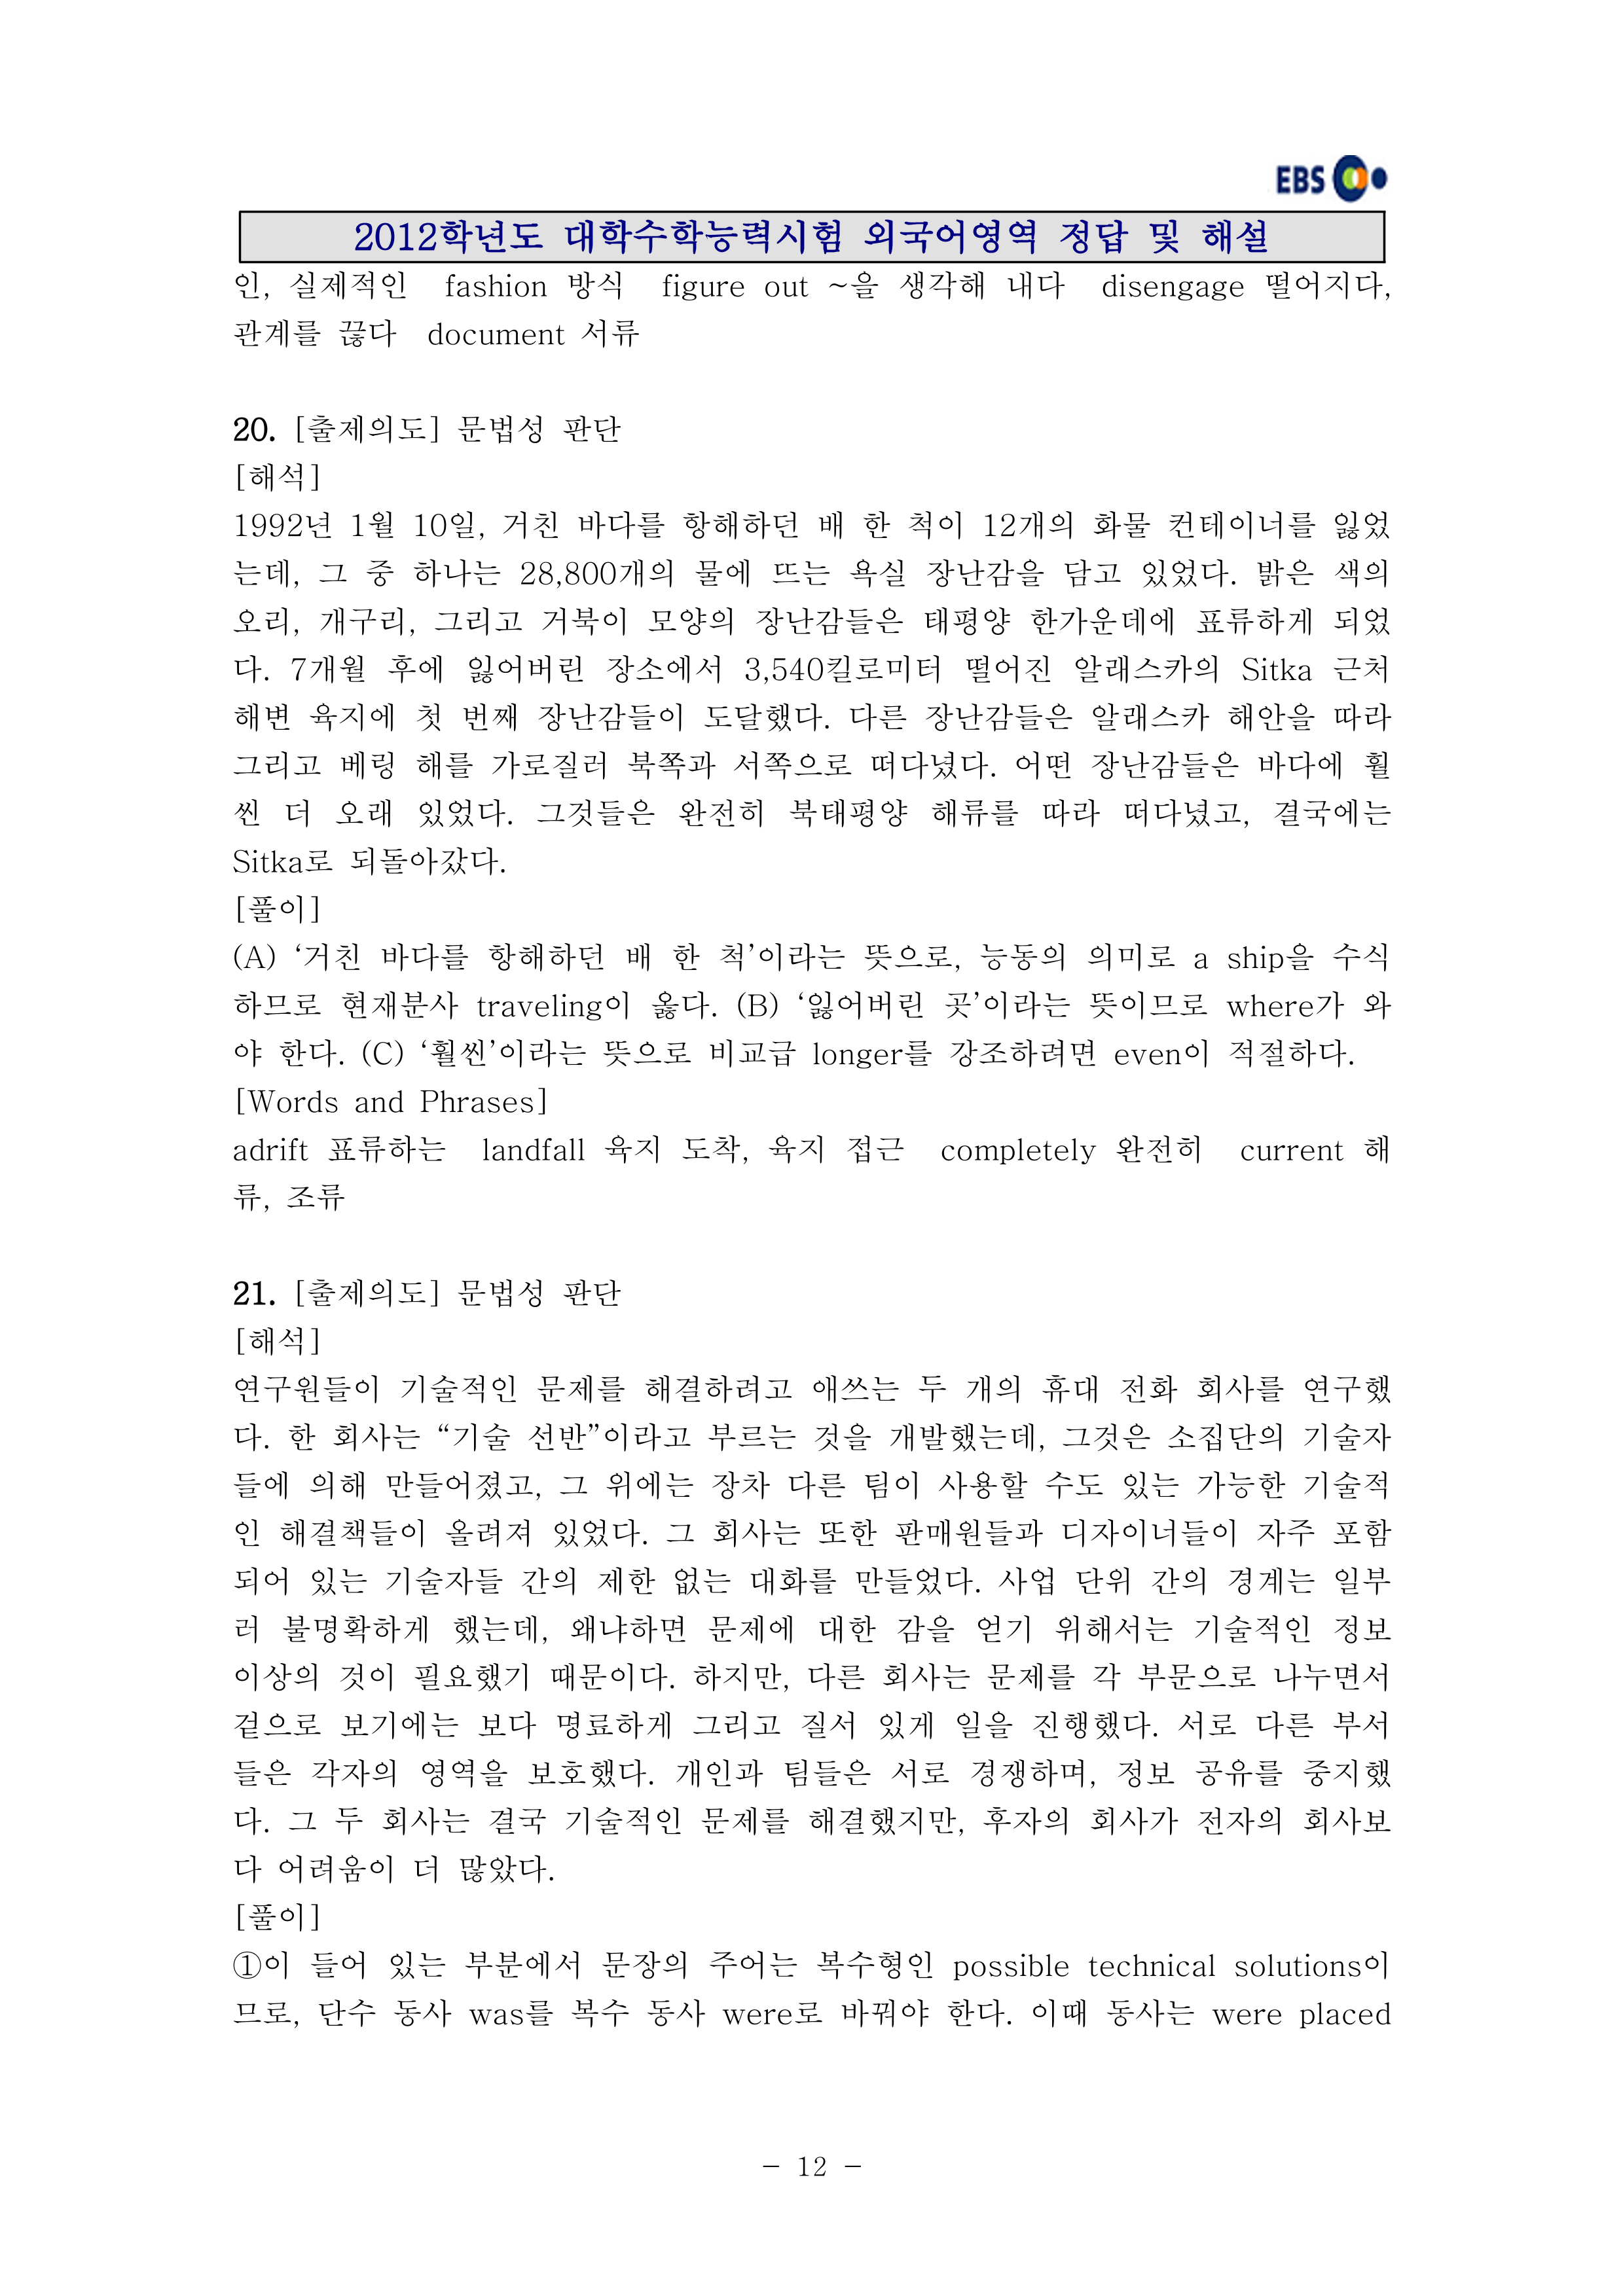 EBS
2012학년도 대학수학능력시험 외국어영역 정답 및 해설
인, 실제적인 fashion 방식 figure out ~을 생각해 내다 disengage 떨어지다,
관계를 끊다 document 서류
20. [출제의도] 문법성 판단
[해석]
1992년 1월 10일, 거친 바다를 항해하던 배 한 척이 12개의 화물 컨테이너를 잃었
는데, 그 중 하나는 28,800개의 물에 뜨는 욕실 장난감을 담고 있었다. 밝은 색의
오리, 개구리, 그리고 거북이 모양의 장난감들은 태평양 한가운데에 표류하게 되었
다. 7개월 후에 잃어버린 장소에서 3,540킬로미터 떨어진 알래스카의 Sitka 근처
해변 육지에 첫 번째 장난감들이 도달했다. 다른 장난감들은 알래스카 해안을 따라
그리고 베링 해를 가로질러 북쪽과 서쪽으로 떠다녔다. 어떤 장난감들은 바다에 훨
씬 더 오래 있었다. 그것들은 완전히 북태평양 해류를 따라 떠다녔고, 결국에는
Sitka로 되돌아갔다.
[풀이]
(A) ‘거친 바다를 항해하던 배 한 척’이라는 뜻으로, 능동의 의미로 a ship을 수식
하므로 현재분사 traveling이 옳다. (B) ‘잃어버린 곳’이라는 뜻이므로 where가 와
야 한다. (C) ‘훨씬’이라는 뜻으로 비교급 longer를 강조하려면 even이 적절하다.
[Words and Phrases]
adrift 표류하는 landfall 육지 도착, 육지 접근 completely 완전히 current 해
류, 조류
21. [출제의도] 문법성 판단
[해석]
연구원들이 기술적인 문제를 해결하려고 애쓰는 두 개의 휴대 전화 회사를 연구했
다. 한 회사는 “기술 선반”이라고 부르는 것을 개발했는데, 그것은 소집단의 기술자
들에 의해 만들어졌고, 그 위에는 장차 다른 팀이 사용할 수도 있는 가능한 기술적
인 해결책들이 올려져 있었다. 그 회사는 또한 판매원들과 디자이너들이 자주 포함
되어 있는 기술자들 간의 제한 없는 대화를 만들었다. 사업 단위 간의 경계는 일부
러 불명확하게 했는데, 왜냐하면 문제에 대한 감을 얻기 위해서는 기술적인 정보
이상의 것이 필요했기 때문이다. 하지만, 다른 회사는 문제를 각 부문으로 나누면서
겉으로 보기에는 보다 명료하게 그리고 질서 있게 일을 진행했다. 서로 다른 부서
들은 각자의 영역을 보호했다. 개인과 팀들은 서로 경쟁하며, 정보 공유를 중지했
다. 그 두 회사는 결국 기술적인 문제를 해결했지만, 후자의 회사가 전자의 회사보
다 어려움이 더 많았다.
[풀이]
①이 들어 있는 부분에서 문장의 주어는 복수형인 possible technical solutions이
므로, 단수 동사 was를 복수 동사 were로 바꿔야 한다. 이때 동사는 were placed
- 12 -